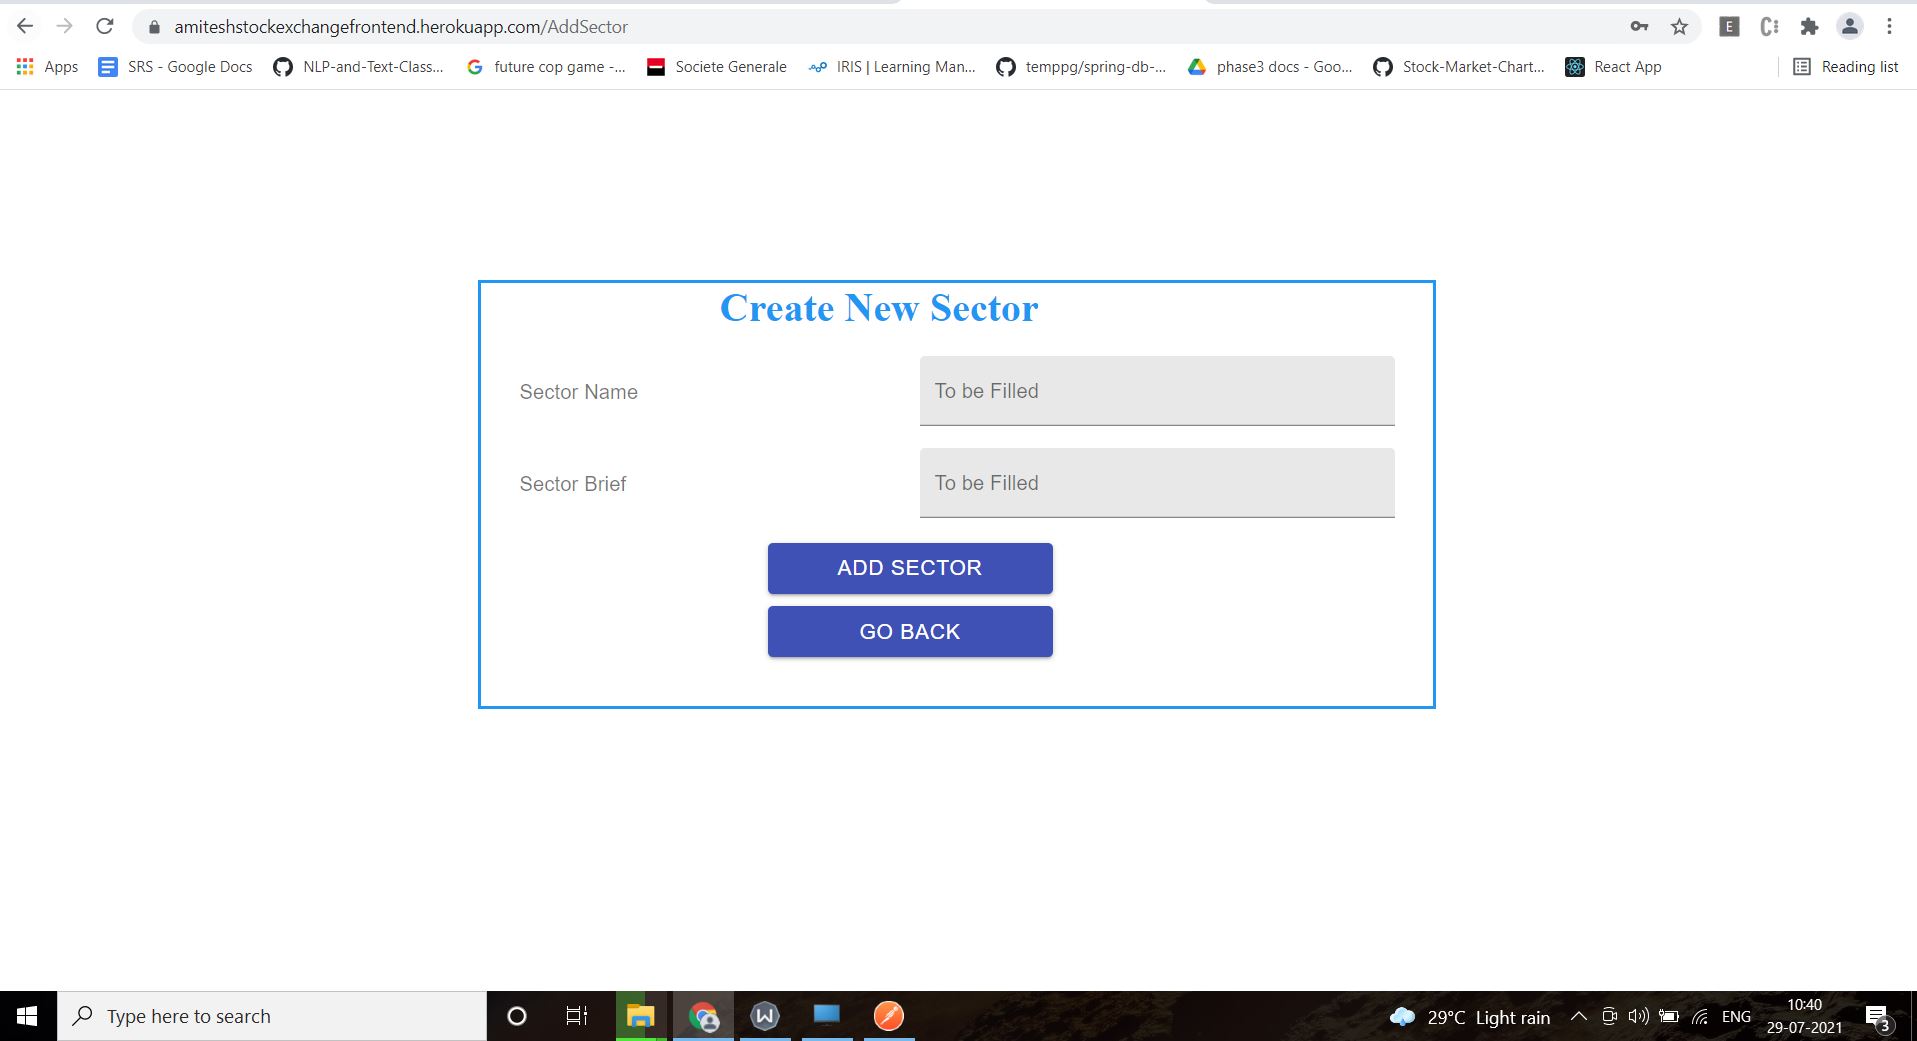 amiteshstockexchangefrontend.herokuapp.com/AddSector
E
Apps SRS - Google Docs NLP-and-Text-Class... future cop game -... Societe Generale IRIS | Learning Man... temppg/spring-db-... phase3 docs - Goo... Stock-Market-Chart... React App Reading list
Create New Sector
Sector Name To be Filled
Sector Brief To be Filled
ADD SECTOR
GO BACK
Type here to search
29°C Light rain
ENG
10:40
29-07-2021
3